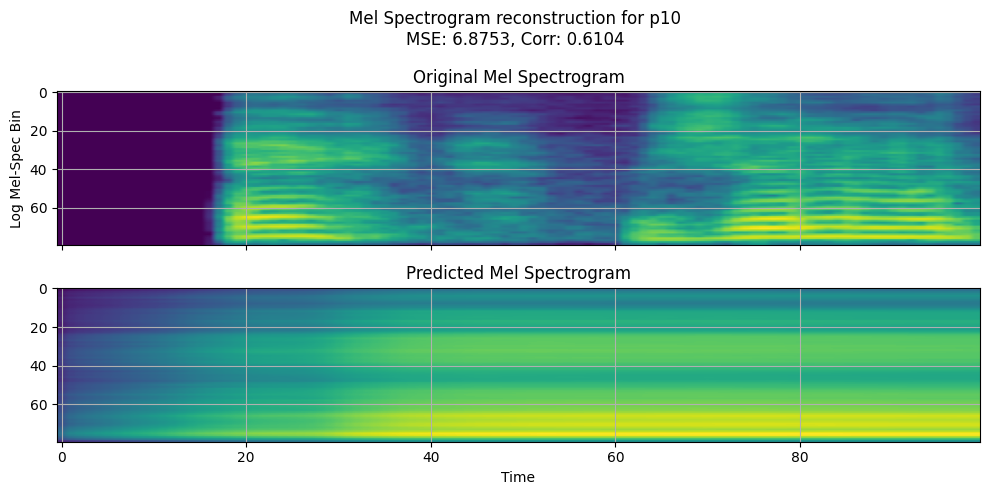 Mel Spectrogram reconstruction for p10
MSE: 6.8753, Corr: 0.6104
Original Mel Spectrogram
Log Mel-Spec Bin
0
20
40
60
Predicted Mel Spectrogram
0
20
40
60
0 20 40 60 80
Time